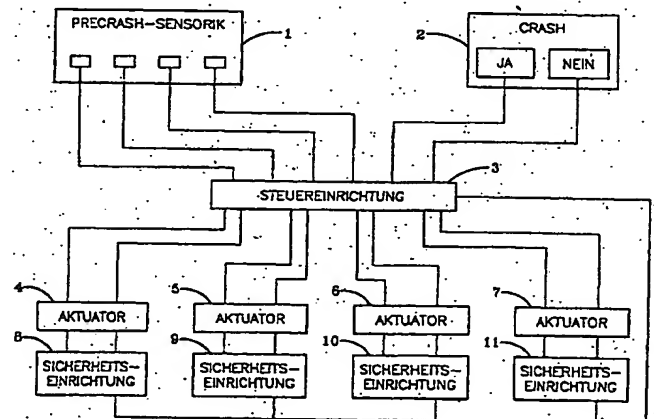 PRECRASH-SENSORIK
1
2
CRASH
JA
NEIN
3
STEUEREINRICHTUNG
4
5
6
7
AKTUATOR
AKTUATOR
AKTUATOR
AKTUATOR
8
9
10
11
SICHERHEITS-
-EINRICHTUNG
SICHERHEITS-
-EINRICHTUNG
SICHERHEITS-
-EINRICHTUNG
SICHERHEITS-
-EINRICHTUNG